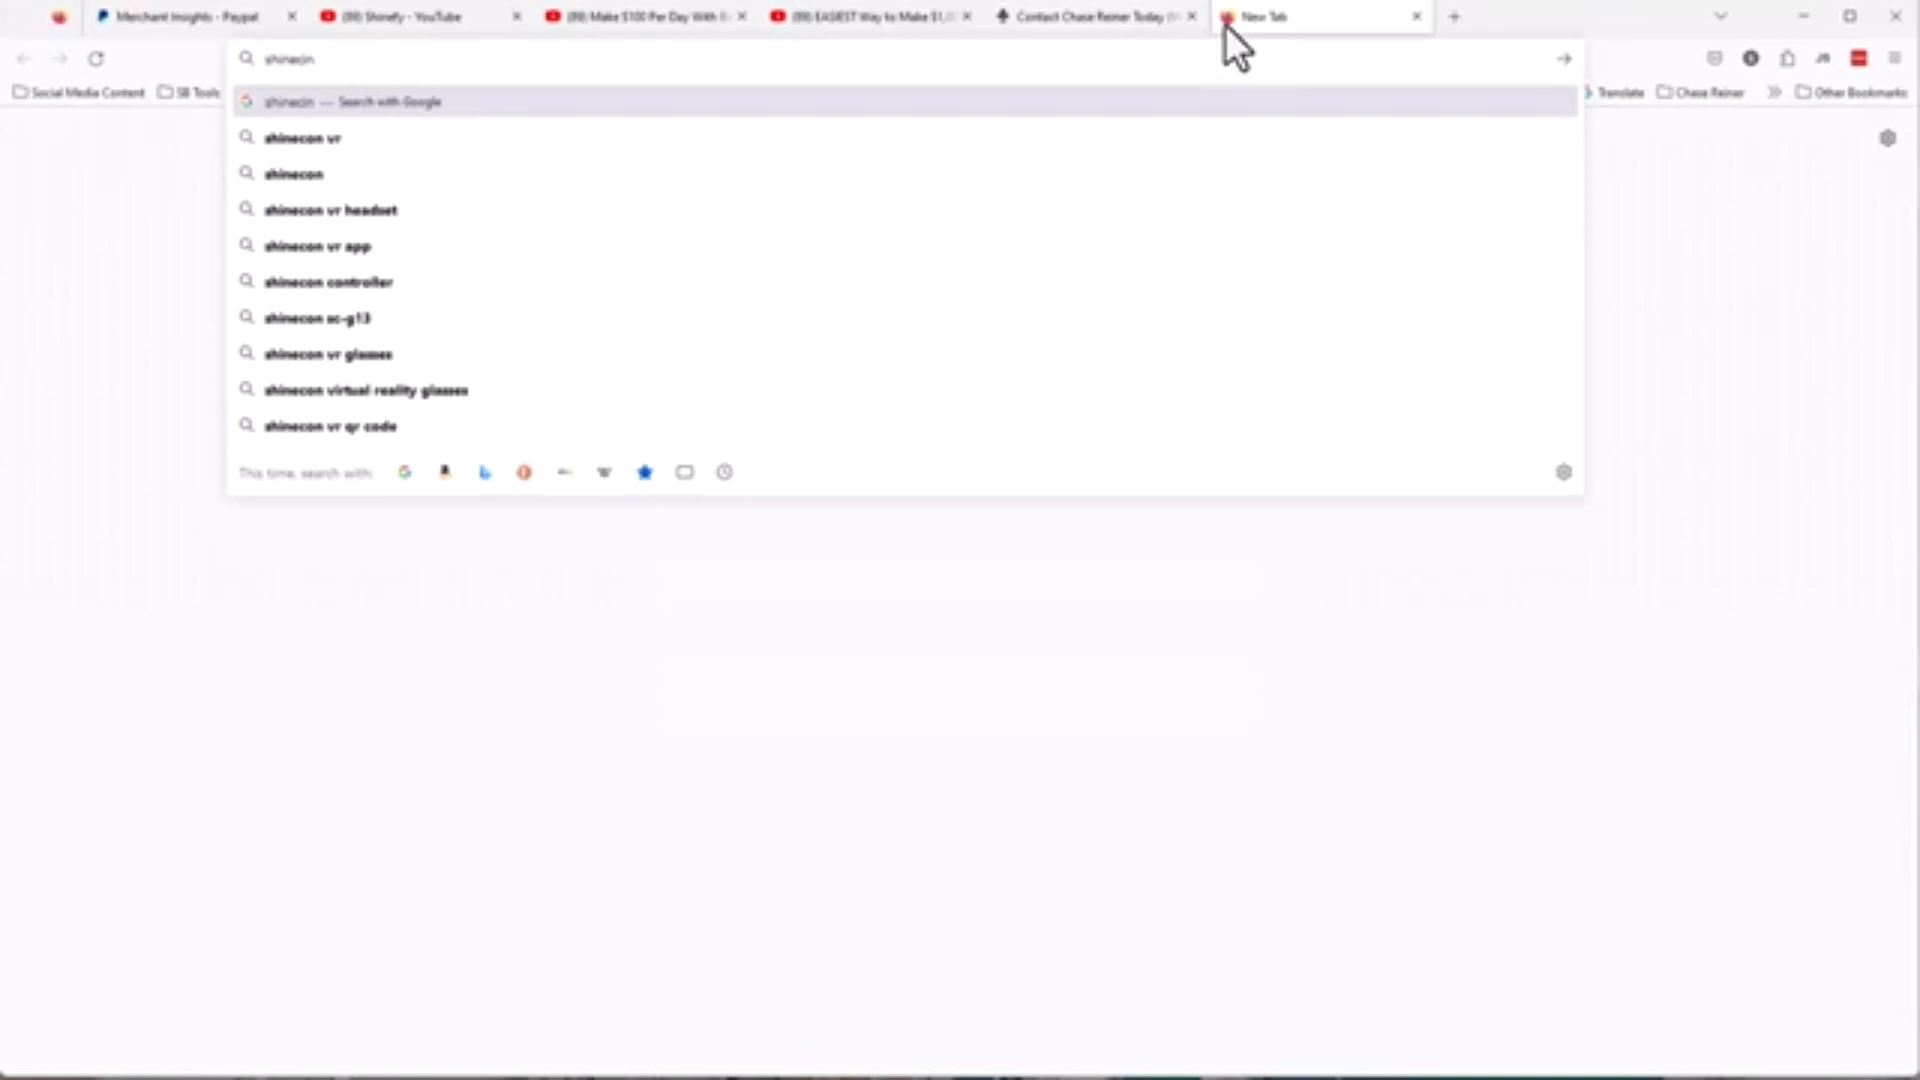 Merchant Insights - Paypal
(89) Shinefy - YouTube
(89) Make $100 Per Day With
(89) EASIEST Way to Make $1,
Contact Chase Reiner Today
New Tab
shinecin
Social Media Content
SB Tools
Translate
Chase Reiner
Other Bookmarks
shinecin — Search with Google
shinecon vr
shinecon
shinecon vr headset
shinecon vr app
shinecon controller
shinecon sc-g13
shinecon vr glasses
shinecon virtual reality glasses
shinecon vr qr code
This time, search with: